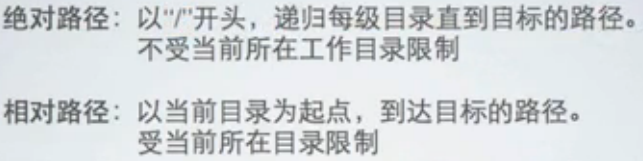 绝对路径：以“/”开头，递归每级目录直到目标的路径。
不受当前所在工作目录限制
相对路径：以当前目录为起点，到达目标的路径。
受当前所在目录限制